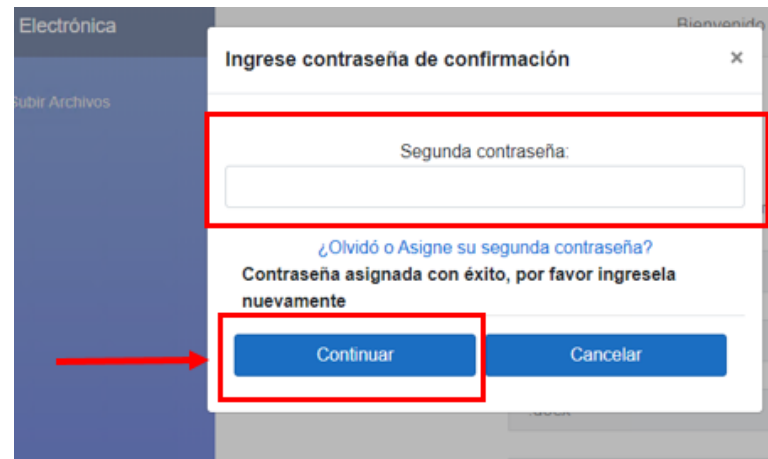 Electrónica
Bienvenido
Ingrese contraseña de confirmación
×
Subir Archivos
Segunda contraseña:
¿Olvidó o Asigne su segunda contraseña?
Contraseña asignada con éxito, por favor ingresela
nuevamente
Continuar
Cancelar
.docx